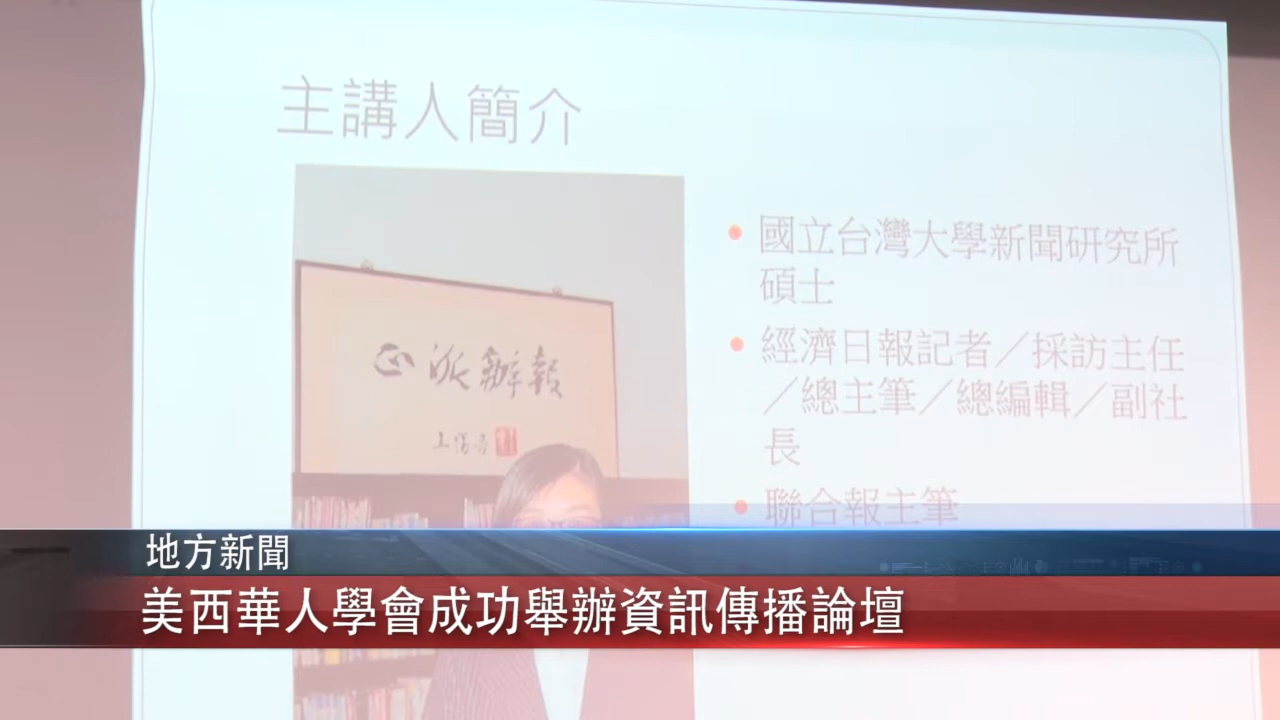 主講人簡介
國立台灣大學新聞研究所
碩士
經濟日報記者／採訪主任
／總主筆／總編輯／副社
長
聯合報主筆
正派辦報
地方新聞
美西華人學會成功舉辦資訊傳播論壇